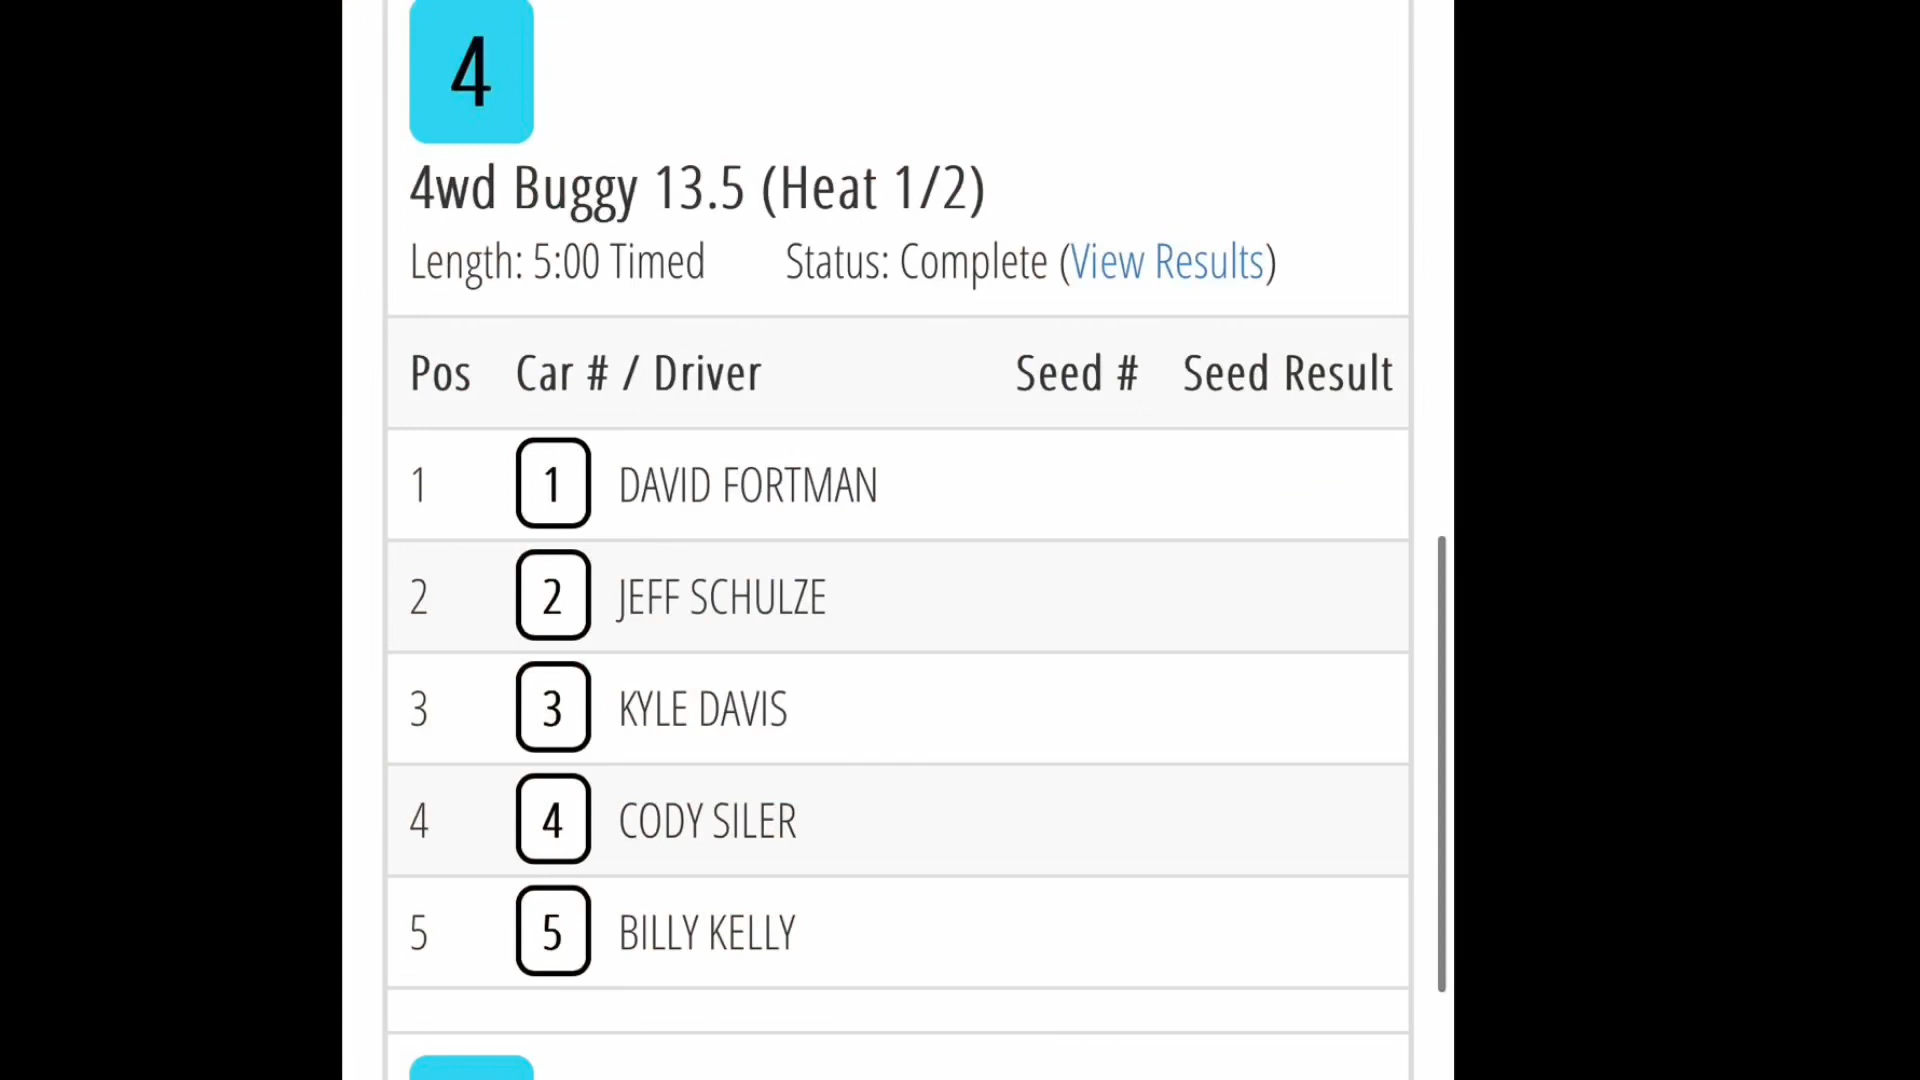 4
4wd Buggy 13.5 (Heat 1/2)
Length: 5:00 Timed Status: Complete (View Results)
Pos Car # / Driver Seed # Seed Result
1 1 DAVID FORTMAN
2 2 JEFF SCHULZE
3 3 KYLE DAVIS
4 4 CODY SILER
5 5 BILLY KELLY